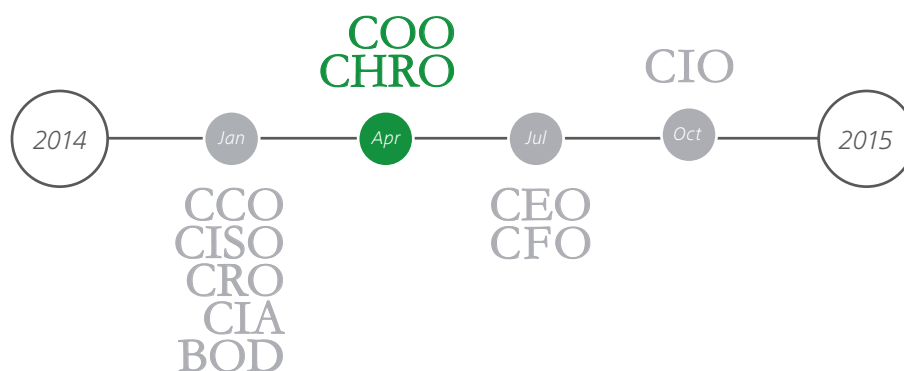 COO
CHRO
CIO
2014
Jan
Apr
Jul
Oct
2015
CCO
CISO
CRO
CIA
BOD
CEO
CFO